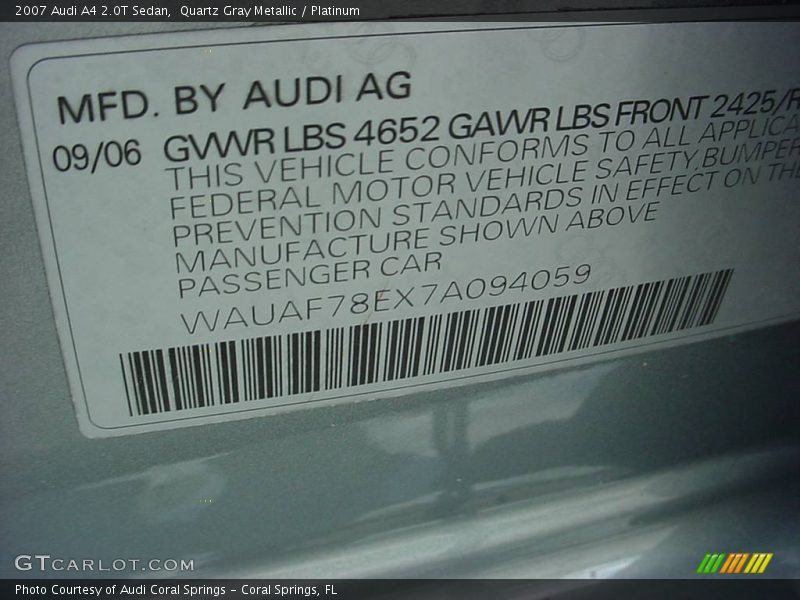 2007 Audi A4 2.0T Sedan,  Quartz Gray Metallic / Platinum
MFD. BY AUDI AG
09/06 GVWR LBS 4652 GAWR LBS FRONT 2425/R
THIS VEHICLE CONFORMS TO ALL APPLICA
FEDERAL MOTOR VEHICLE SAFETY,BUMPER
PREVENTION STANDARDS IN EFFECT ON THE
MANUFACTURE SHOWN ABOVE
PASSENGER CAR
WAUAF78EX7A094059
GTCARLOT.COM
Photo Courtesy of Audi Coral Springs – Coral Springs, FL